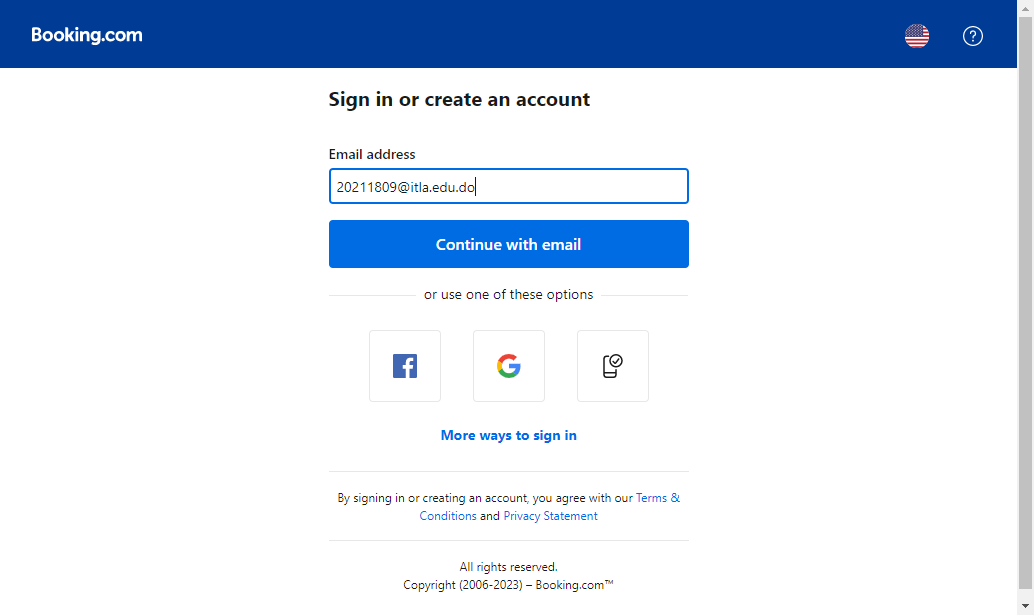 Booking.com
Sign in or create an account
Email address
20211809@itla.edu.do
Continue with email
or use one of these options
More ways to sign in
By signing in or creating an account, you agree with our Terms &
Conditions and Privacy Statement
All rights reserved.
Copyright (2006-2023) – Booking.com™